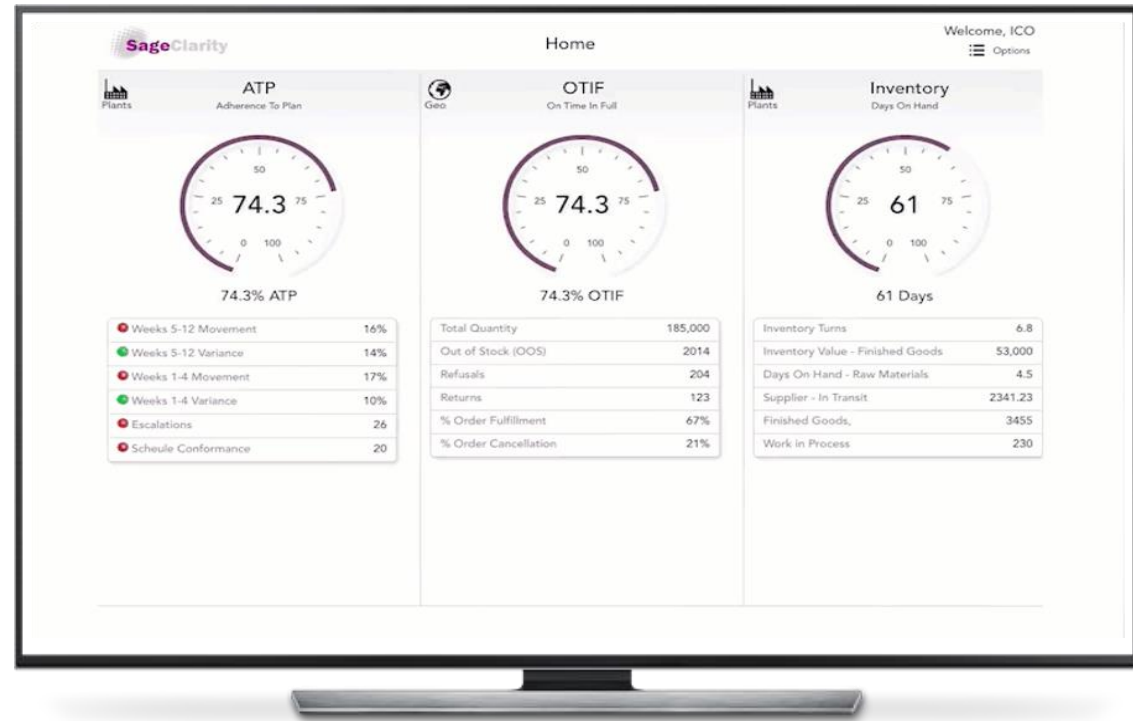 SageClarity
Home
Welcome, ICO
Options
Plants
ATP
Adherence To Plan
50
25 74.3 75
0 100
74.3% ATP
Weeks 5-12 Movement 16%
Weeks 5-12 Variance 14%
Weeks 1-4 Movement 17%
Weeks 1-4 Variance 10%
Escalations 26
Scheule Conformance 20
Geo
OTIF
On Time In Full
50
25 74.3 75
0 100
74.3% OTIF
Total Quantity 185,000
Out of Stock (OOS) 2014
Refusals 204
Returns 123
% Order Fulfillment 67%
% Order Cancellation 21%
Plants
Inventory
Days On Hand
50
25 61 75
0 100
61 Days
Inventory Turns 6.8
Inventory Value - Finished Goods 53,000
Days On Hand - Raw Materials 4.5
Supplier - In Transit 2341.23
Finished Goods, 3455
Work in Process 230